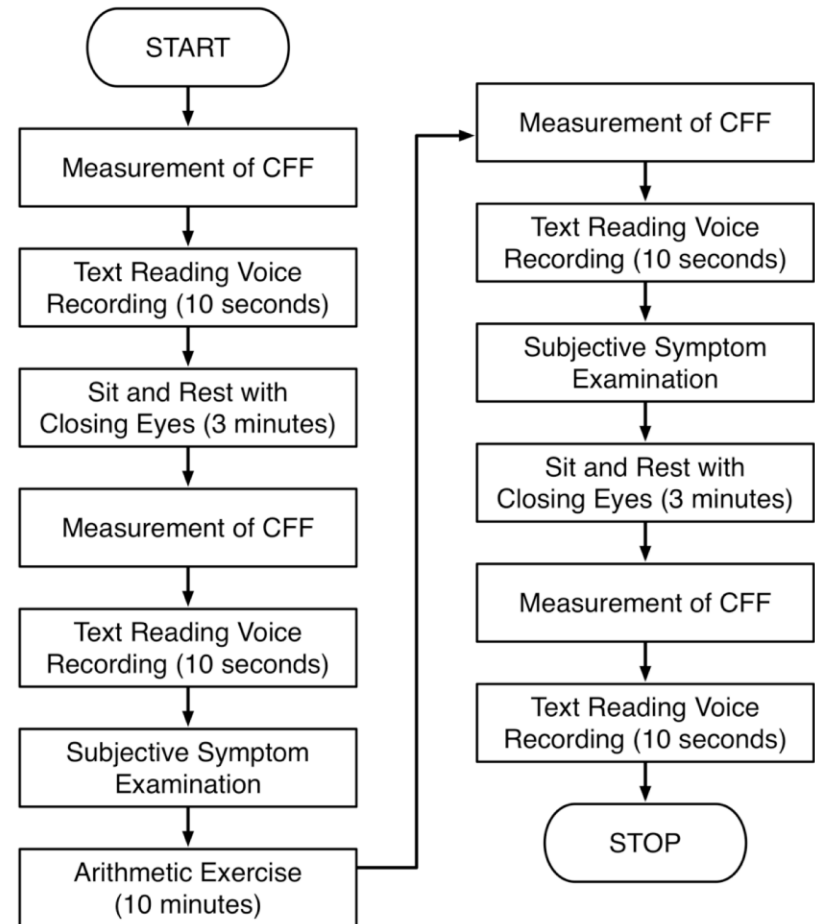 START
Measurement of CFF
Text Reading Voice
Recording (10 seconds)
Sit and Rest with
Closing Eyes (3 minutes)
Measurement of CFF
Text Reading Voice
Recording (10 seconds)
Subjective Symptom
Examination
Arithmetic Exercise
(10 minutes)
Measurement of CFF
Text Reading Voice
Recording (10 seconds)
Subjective Symptom
Examination
Sit and Rest with
Closing Eyes (3 minutes)
Measurement of CFF
Text Reading Voice
Recording (10 seconds)
STOP